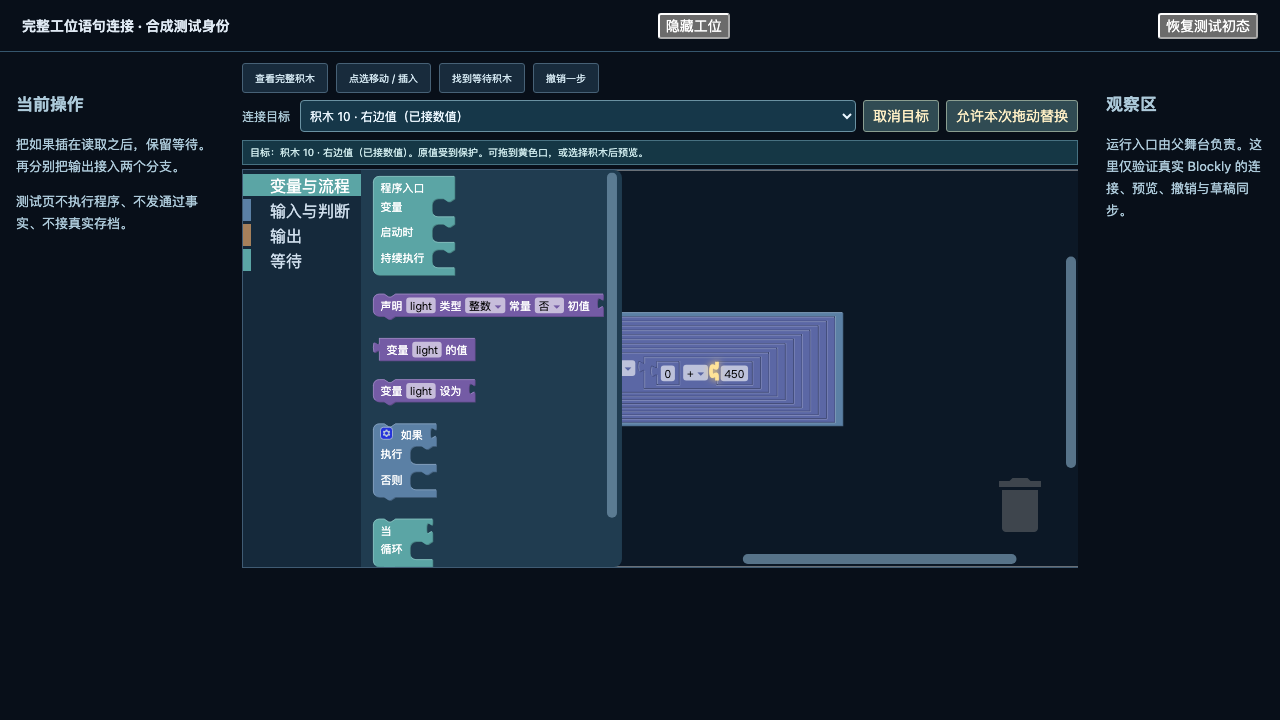 完整工位语句连接 · 合成测试身份
隐藏工位
恢复测试初态
当前操作
把如果插在读取之后，保留等待。
再分别把输出接入两个分支。
测试页不执行程序、不发通过事
实、不接真实存档。
查看完整积木
点选移动 / 插入
找到等待积木
撤销一步
连接目标
积木 10 · 右边值（已接数值）
取消目标
允许本次拖动替换
目标：积木 10 · 右边值（已接数值）。原值受到保护。可拖到黄色口，或选择积木后预览。
变量与流程
输入与判断
输出
等待
程序入口
变量
启动时
持续执行
声明 light 类型 整数 常量 否 初值
变量 light 的值
变量 light 设为
如果
执行
否则
当
循环
0 + 450
观察区
运行入口由父舞台负责。这
里仅验证真实 Blockly 的连
接、预览、撤销与草稿同
步。